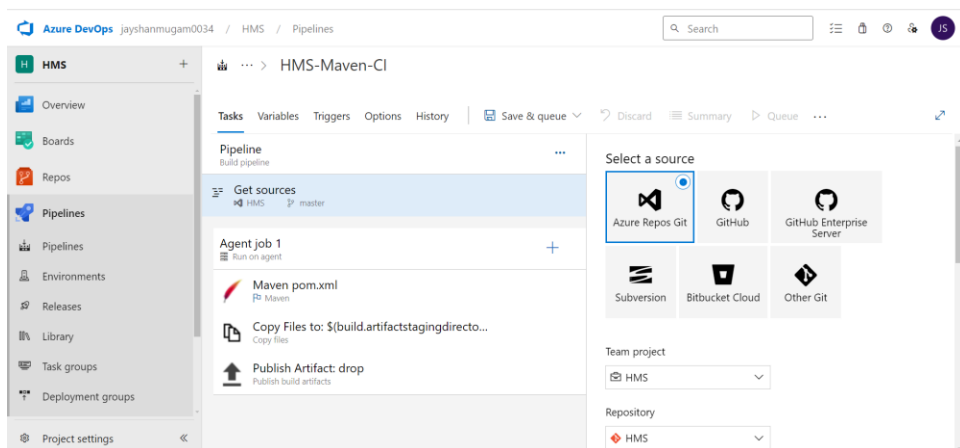 Azure DevOps jayshanmugam0034 / HMS / Pipelines
Search
JS
H HMS
Overview
Boards
Repos
Pipelines
Pipelines
Environments
Releases
Library
Task groups
Deployment groups
Project settings
··· > HMS-Maven-CI
Tasks Variables Triggers Options History Save & queue Discard Summary Queue ...
Pipeline
Build pipeline
Get sources
HMS master
Agent job 1
Run on agent
Maven pom.xml
Maven
Copy Files to: $(build.artifactstagingdirecto...
Copy files
Publish Artifact: drop
Publish build artifacts
Select a source
Azure Repos Git
GitHub
GitHub Enterprise
Server
Subversion
Bitbucket Cloud
Other Git
Team project
HMS
Repository
HMS